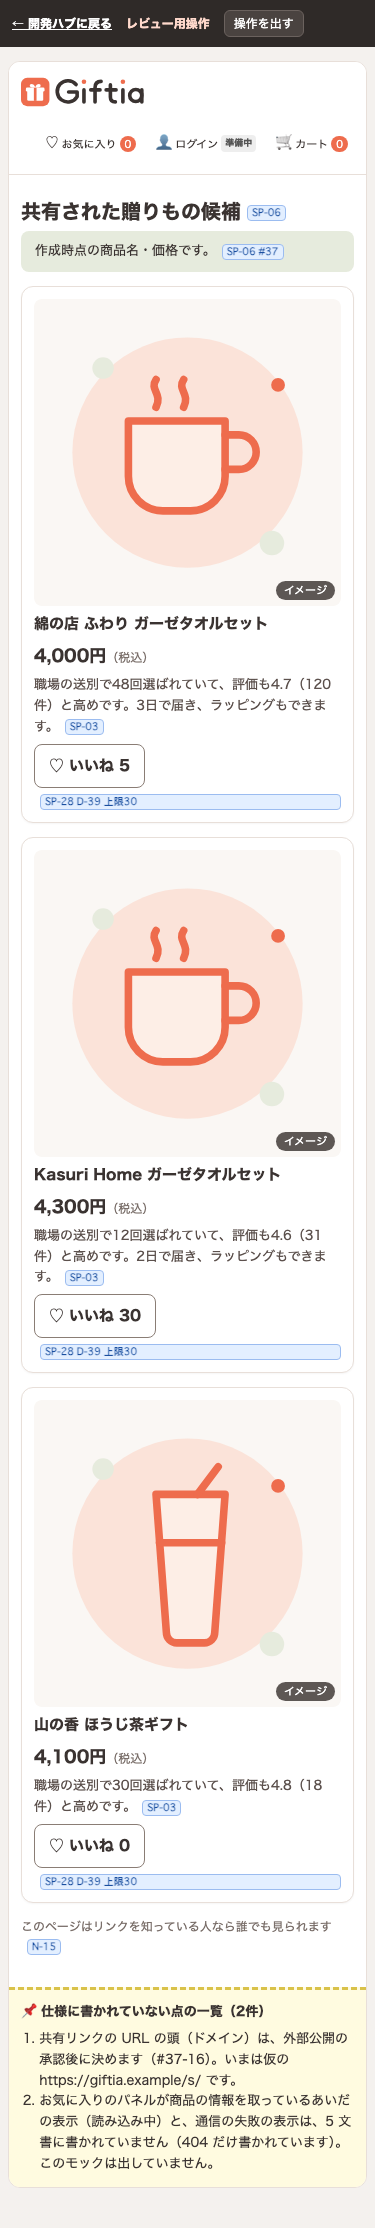 ← 開発ハブに戻る レビュー用操作 操作を出す
Giftia
♡ お気に入り 0 ログイン 準備中 カート 0
共有された贈りもの候補 SP-06
作成時点の商品名・価格です。 SP-06 #37
イメージ
綿の店 ふわり ガーゼタオルセット
4,000円（税込）
職場の送別で48回選ばれていて、評価も4.7（120
件）と高めです。3日で届き、ラッピングもできま
す。 SP-03
♡ いいね 5
SP-28 D-39 上限30
イメージ
Kasuri Home ガーゼタオルセット
4,300円（税込）
職場の送別で12回選ばれていて、評価も4.6（31
件）と高めです。2日で届き、ラッピングもできま
す。 SP-03
♡ いいね 30
SP-28 D-39 上限30
イメージ
山の香 ほうじ茶ギフト
4,100円（税込）
職場の送別で30回選ばれていて、評価も4.8（18
件）と高めです。 SP-03
♡ いいね 0
SP-28 D-39 上限30
このページはリンクを知っている人なら誰でも見られます
N-15
📌 仕様に書かれていない点の一覧（2件）
1. 共有リンクの URL の頭（ドメイン）は、外部公開の
承認後に決めます（#37-16）。いまは仮の
https://giftia.example/s/ です。
2. お気に入りのパネルが商品の情報を取っているあいだ
の表示（読み込み中）と、通信の失敗の表示は、5 文
書に書かれていません（404 だけ書かれています）。
このモックは出していません。